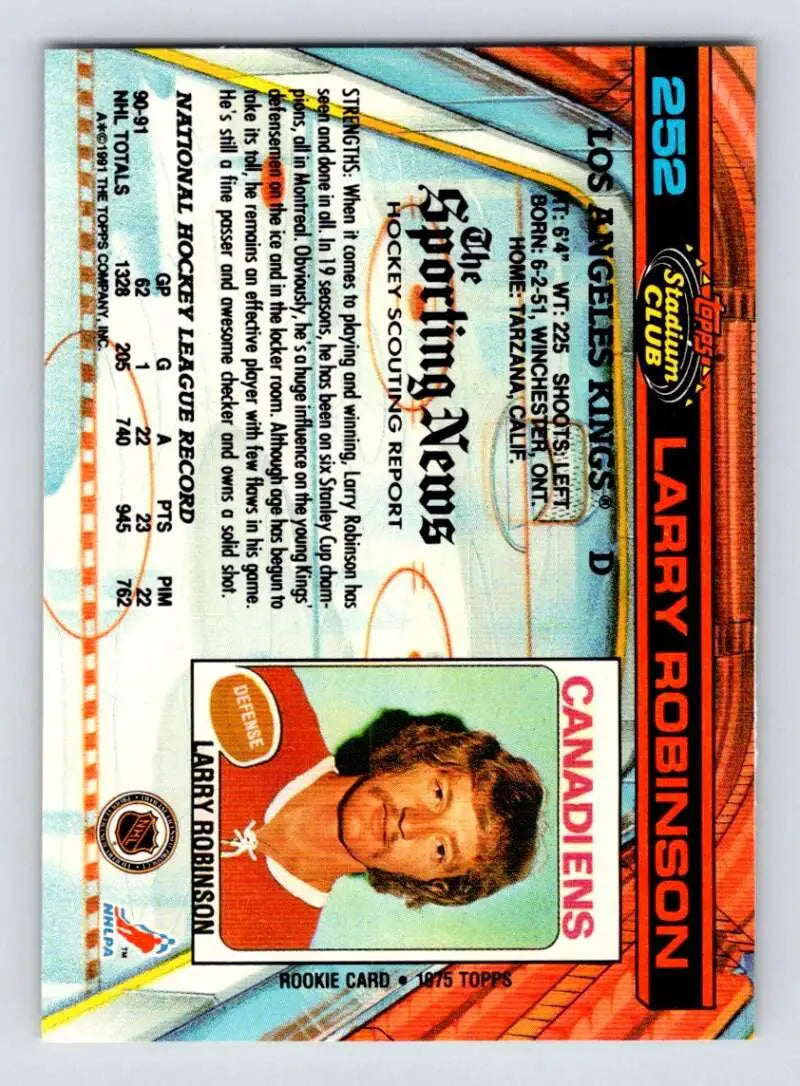 252
Topps
Stadium
CLUB
LARRY ROBINSON
LOS ANGELES KINGS® D
HT: 6'4" WT: 225 SHOOTS: LEFT
BORN: 6-2-51, WINCHESTER, ONT.
HOME: TARZANA, CALIF.
The
Sporting News
HOCKEY SCOUTING REPORT
STRENGTHS: When it comes to playing and winning, Larry Robinson has
seen and done in all. In 19 seasons, he has been on six Stanley Cup cham-
pions, all in Montreal. Obviously, he's a huge influence on the young Kings'
defensemen on the ice and in the locker room. Although age has begun to
take its toll, he remains an effective player with few flaws in his game.
He's still a fine passer and awesome checker and owns a solid shot.
NATIONAL HOCKEY LEAGUE RECORD
GP G A PTS PIM
90-91 62 1 22 23 22
NHL TOTALS 1328 205 740 945 762
A*©1991 THE TOPPS COMPANY, INC.
CANADIENS
DEFENSE
LARRY ROBINSON
ROOKIE CARD • 1975 TOPPS
NHL
NHLPA
TM